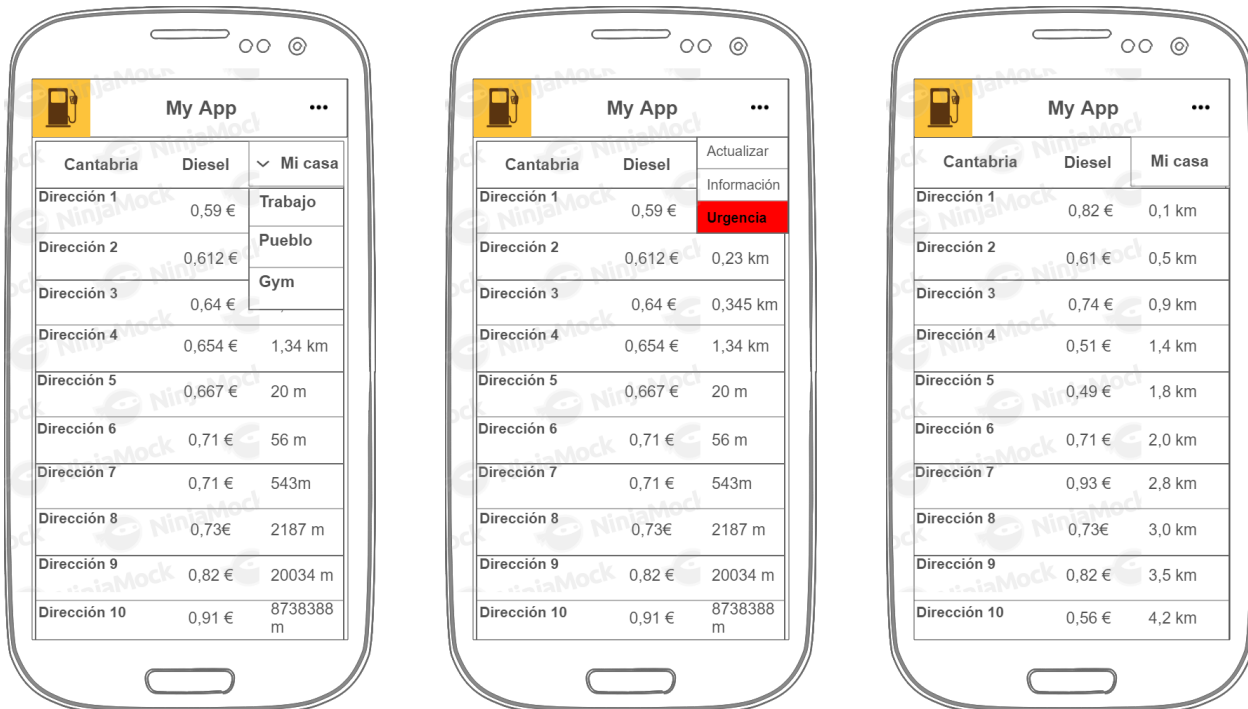 My App
•••
Cantabria Diesel Mi casa
Trabajo
Pueblo
Gym
Dirección 1 0,59 €
Dirección 2 0,612 €
Dirección 3 0,64 €
Dirección 4 0,654 € 1,34 km
Dirección 5 0,667 € 20 m
Dirección 6 0,71 € 56 m
Dirección 7 0,71 € 543m
Dirección 8 0,73€ 2187 m
Dirección 9 0,82 € 20034 m
Dirección 10 0,91 € 8738388
m
My App
•••
Actualizar
Información
Urgencia
Cantabria Diesel
Dirección 1 0,59 €
Dirección 2 0,612 € 0,23 km
Dirección 3 0,64 € 0,345 km
Dirección 4 0,654 € 1,34 km
Dirección 5 0,667 € 20 m
Dirección 6 0,71 € 56 m
Dirección 7 0,71 € 543m
Dirección 8 0,73€ 2187 m
Dirección 9 0,82 € 20034 m
Dirección 10 0,91 € 8738388
m
My App
•••
Cantabria Diesel Mi casa
Dirección 1 0,82 € 0,1 km
Dirección 2 0,61 € 0,5 km
Dirección 3 0,74 € 0,9 km
Dirección 4 0,51 € 1,4 km
Dirección 5 0,49 € 1,8 km
Dirección 6 0,71 € 2,0 km
Dirección 7 0,93 € 2,8 km
Dirección 8 0,73€ 3,0 km
Dirección 9 0,82 € 3,5 km
Dirección 10 0,56 € 4,2 km
NinjaMock